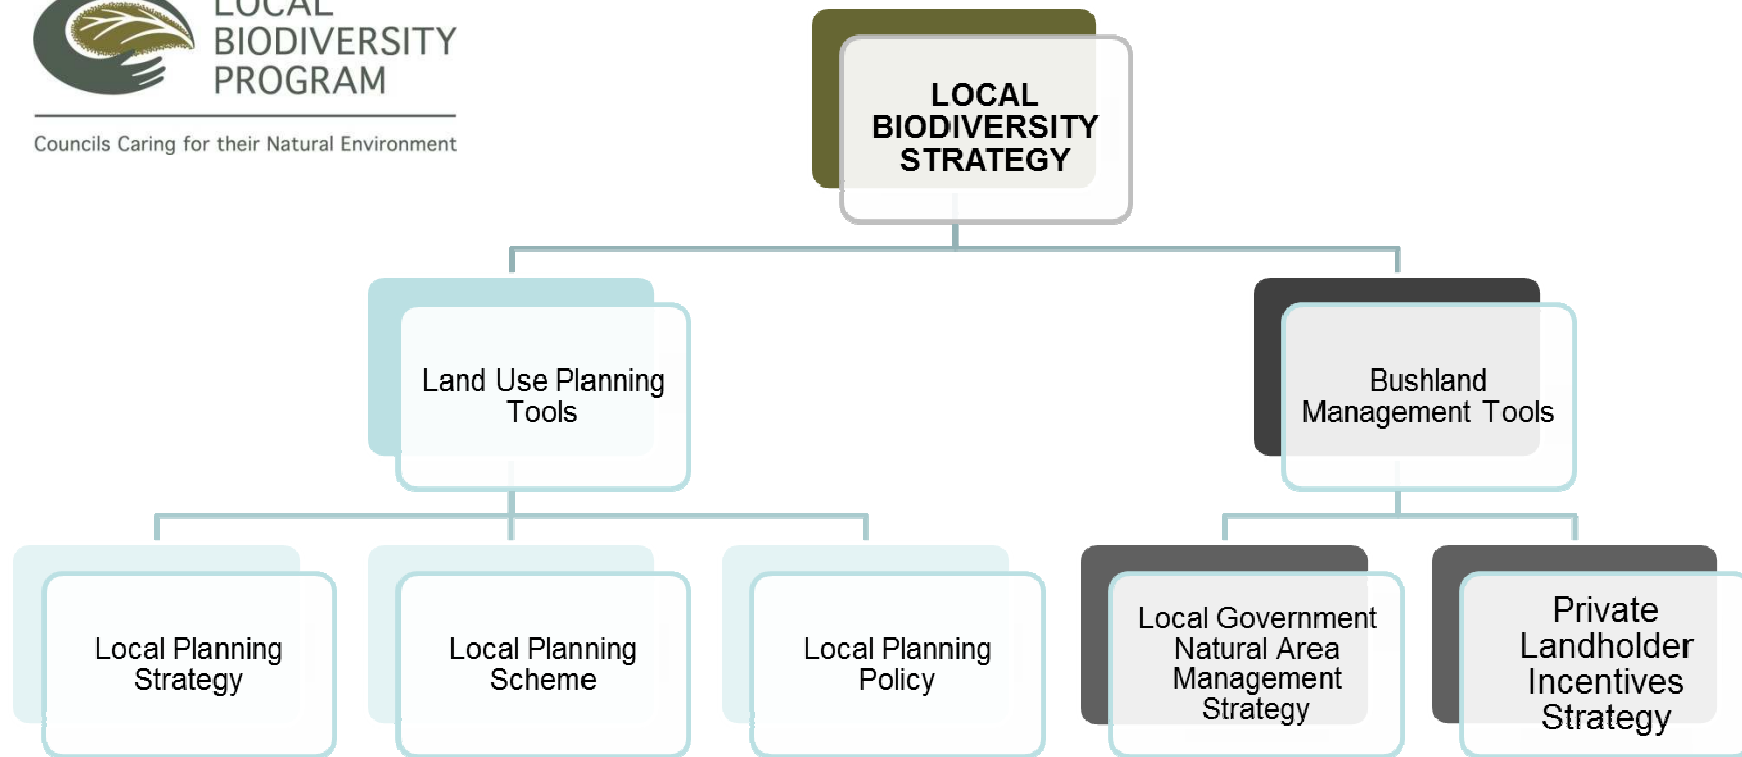 LOCAL
BIODIVERSITY
PROGRAM
Councils Caring for their Natural Environment
LOCAL
BIODIVERSITY
STRATEGY
Land Use Planning
Tools
Bushland
Management Tools
Local Planning
Strategy
Local Planning
Scheme
Local Planning
Policy
Local Government
Natural Area
Management
Strategy
Private
Landholder
Incentives
Strategy